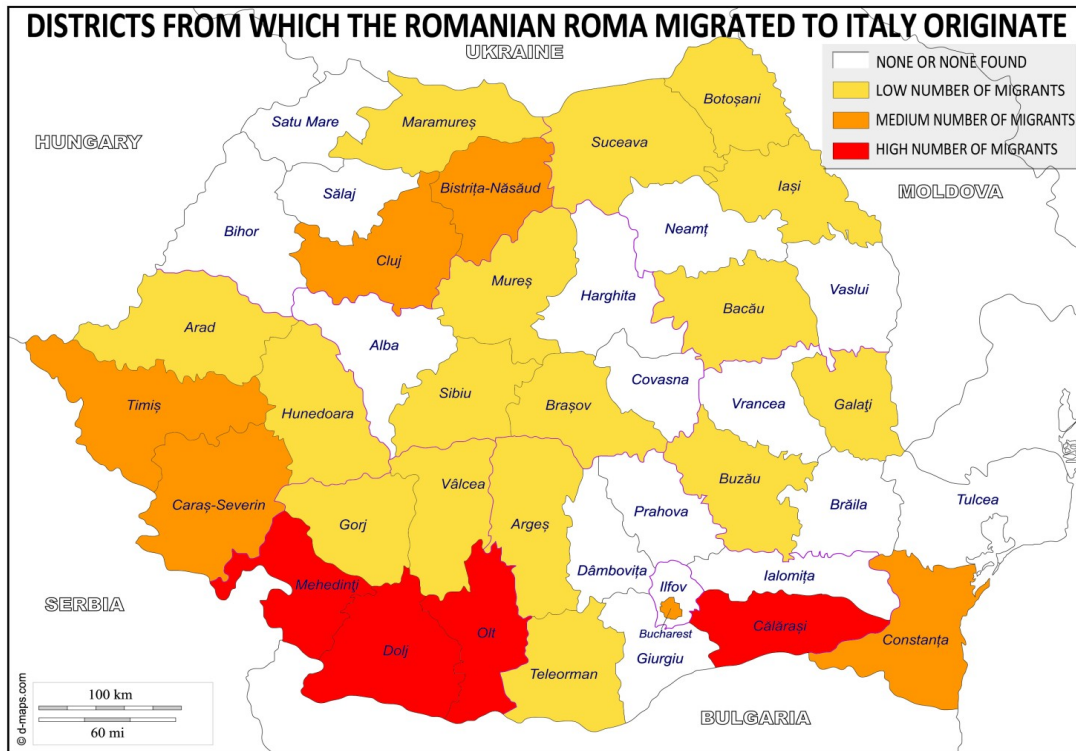 DISTRICTS FROM WHICH THE ROMANIAN ROMA MIGRATED TO ITALY ORIGINATE
UKRAINE
NONE OR NONE FOUND
LOW NUMBER OF MIGRANTS
MEDIUM NUMBER OF MIGRANTS
HIGH NUMBER OF MIGRANTS
HUNGARY
MOLDOVA
Satu Mare
Maramureș
Botoșani
Suceava
Sălaj
Bistrița-Năsăud
Iași
Bihor
Cluj
Neamț
Mureș
Harghita
Bacău
Vaslui
Arad
Alba
Timiș
Hunedoara
Sibiu
Brașov
Covasna
Vrancea
Galaţi
Caraș-Severin
Gorj
Vâlcea
Argeș
Prahova
Buzău
Brăila
Tulcea
Mehedinţi
Dâmbovița
Ilfov
Ialomița
SERBIA
Dolj
Olt
Teleorman
Bucharest
Giurgiu
Călărași
Constanța
BULGARIA
100 km
60 mi
© d-maps.com